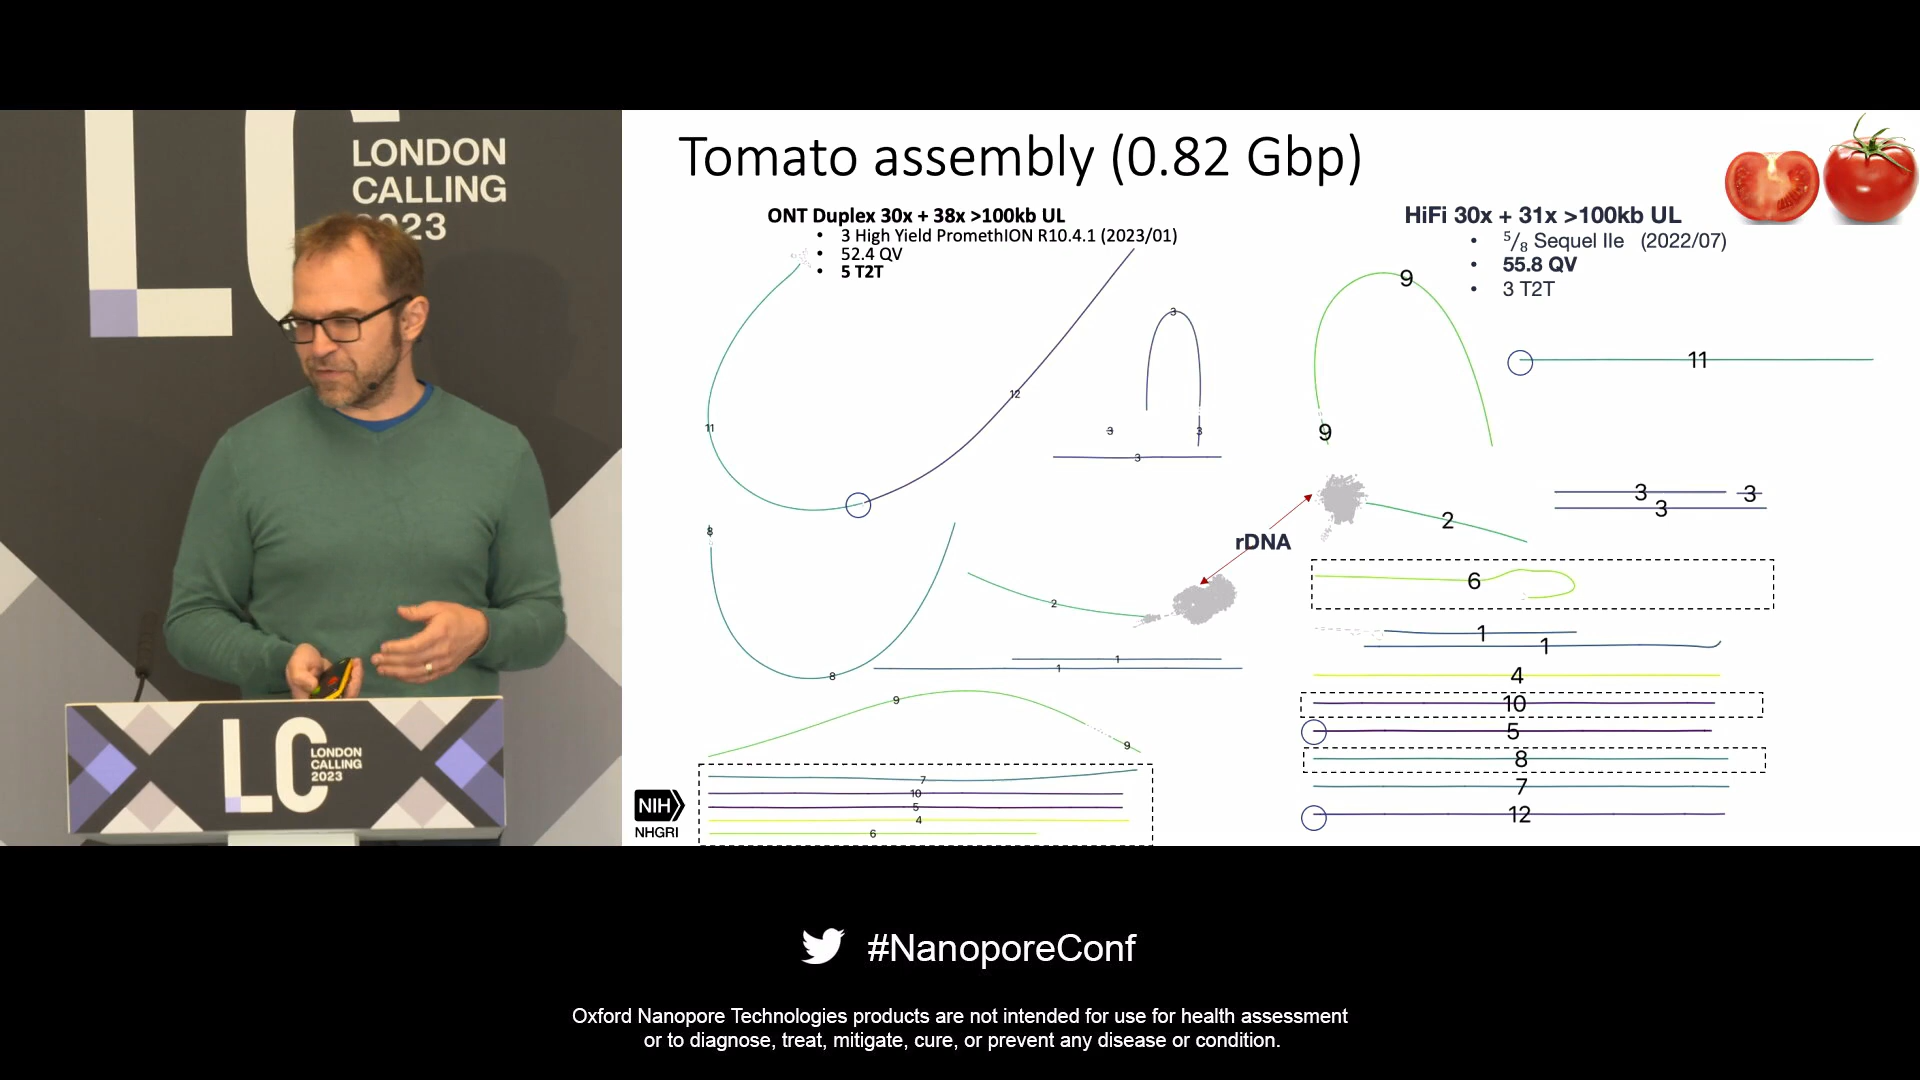 LC
LONDON
CALLING
2023
LC
LONDON
CALLING
2023
Tomato assembly (0.82 Gbp)
ONT Duplex 30x + 38x >100kb UL
• 3 High Yield PromethION R10.4.1 (2023/01)
• 52.4 QV
• 5 T2T
11
12
3
3
3
3
8
8
2
1
1
9
9
7
10
5
4
6
rDNA
NIH
NHGRI
HiFi 30x + 31x >100kb UL
• 5/8 Sequel IIe (2022/07)
• 55.8 QV
• 3 T2T
9
9
11
3
3
3
2
6
1
1
4
10
5
8
7
12
#NanoporeConf
Oxford Nanopore Technologies products are not intended for use for health assessment
or to diagnose, treat, mitigate, cure, or prevent any disease or condition.